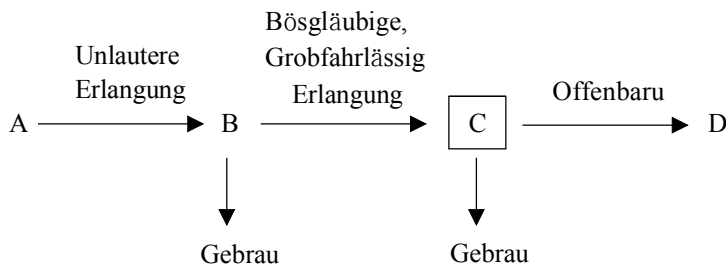 Unlautere
Erlangung
Bösgläubige,
Grobfahrlässig
Erlangung
Offenbaru
A
B
C
D
Gebrau
Gebrau